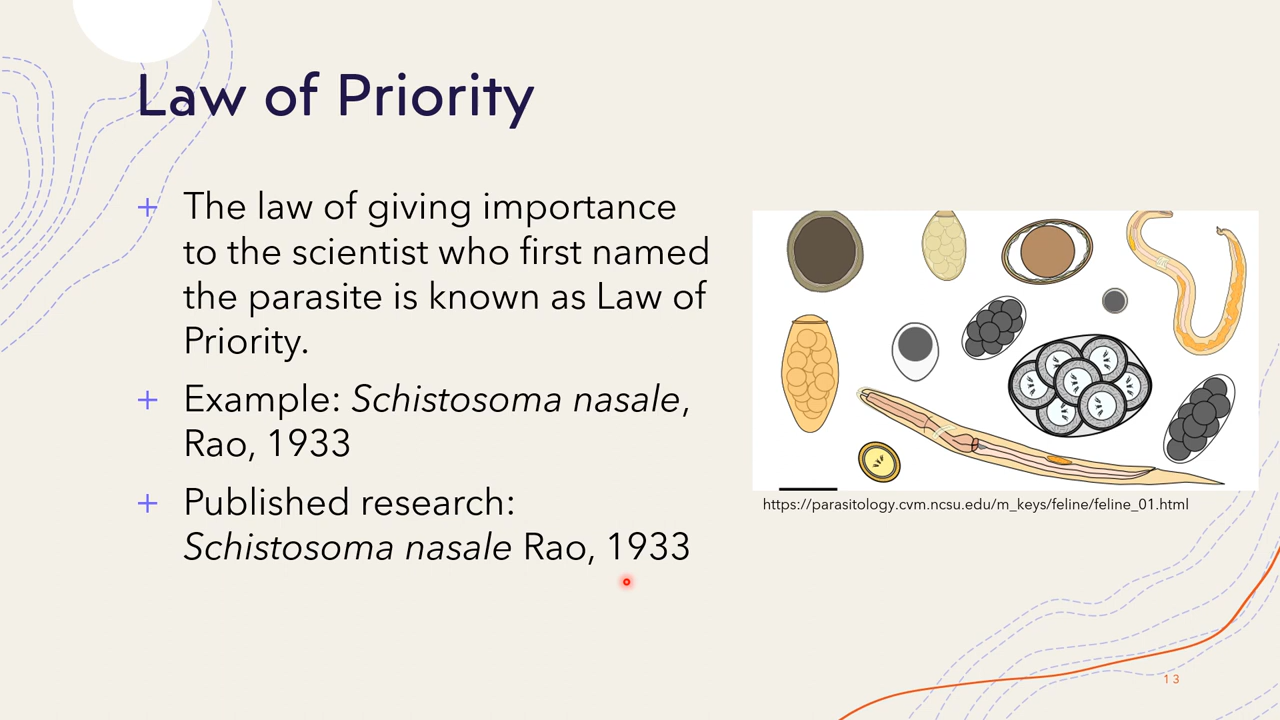 Law of Priority
+ The law of giving importance
to the scientist who first named
the parasite is known as Law of
Priority.
+ Example: Schistosoma nasale,
Rao, 1933
+ Published research:
Schistosoma nasale Rao, 1933
https://parasitology.cvm.ncsu.edu/m_keys/feline/feline_01.html
13